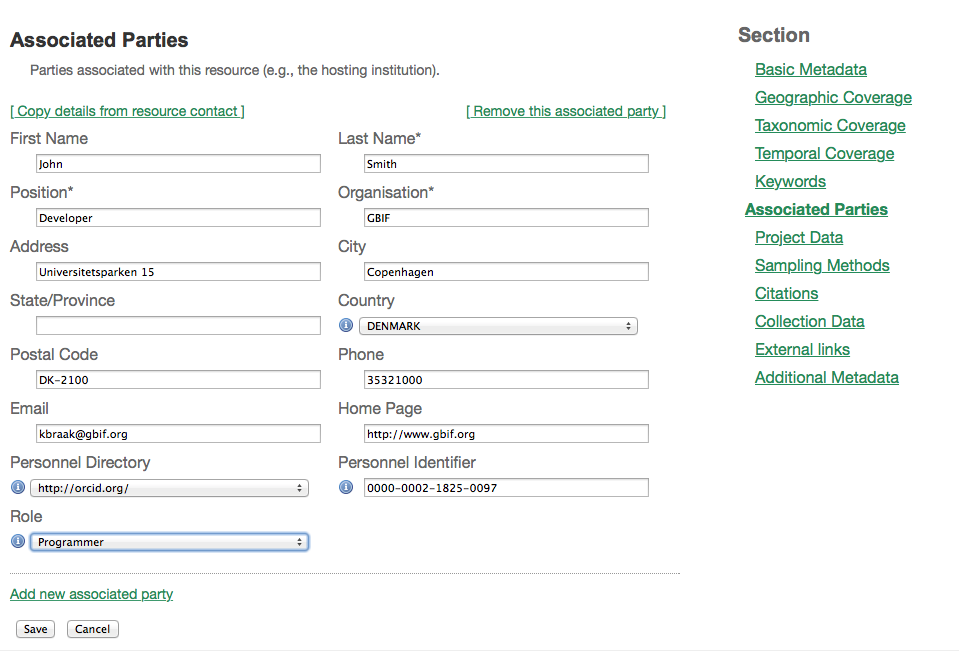 Associated Parties
Parties associated with this resource (e.g., the hosting institution).
[ Copy details from resource contact ] [ Remove this associated party ]
First Name Last Name*
John Smith
Position* Organisation*
Developer GBIF
Address City
Universitetsparken 15 Copenhagen
State/Province Country
DENMARK
Postal Code Phone
DK-2100 35321000
Email Home Page
kbraak@gbif.org http://www.gbif.org
Personnel Directory Personnel Identifier
http://orcid.org/ 0000-0002-1825-0097
Role
Programmer
Add new associated party
Save Cancel
Section
Basic Metadata
Geographic Coverage
Taxonomic Coverage
Temporal Coverage
Keywords
Associated Parties
Project Data
Sampling Methods
Citations
Collection Data
External links
Additional Metadata